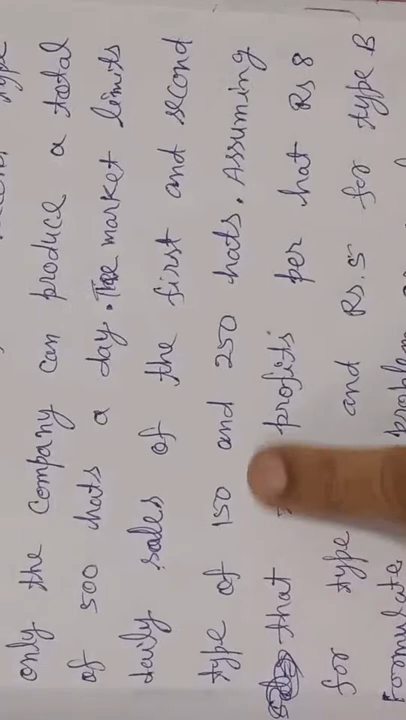 only the company can produce a total
of 500 hats a day. The market limits
daily sales of the first and second
type of 150 and 250 hats. Assuming
that profits per hat Rs 8
for type and Rs. 5 for type B
Formulate problem